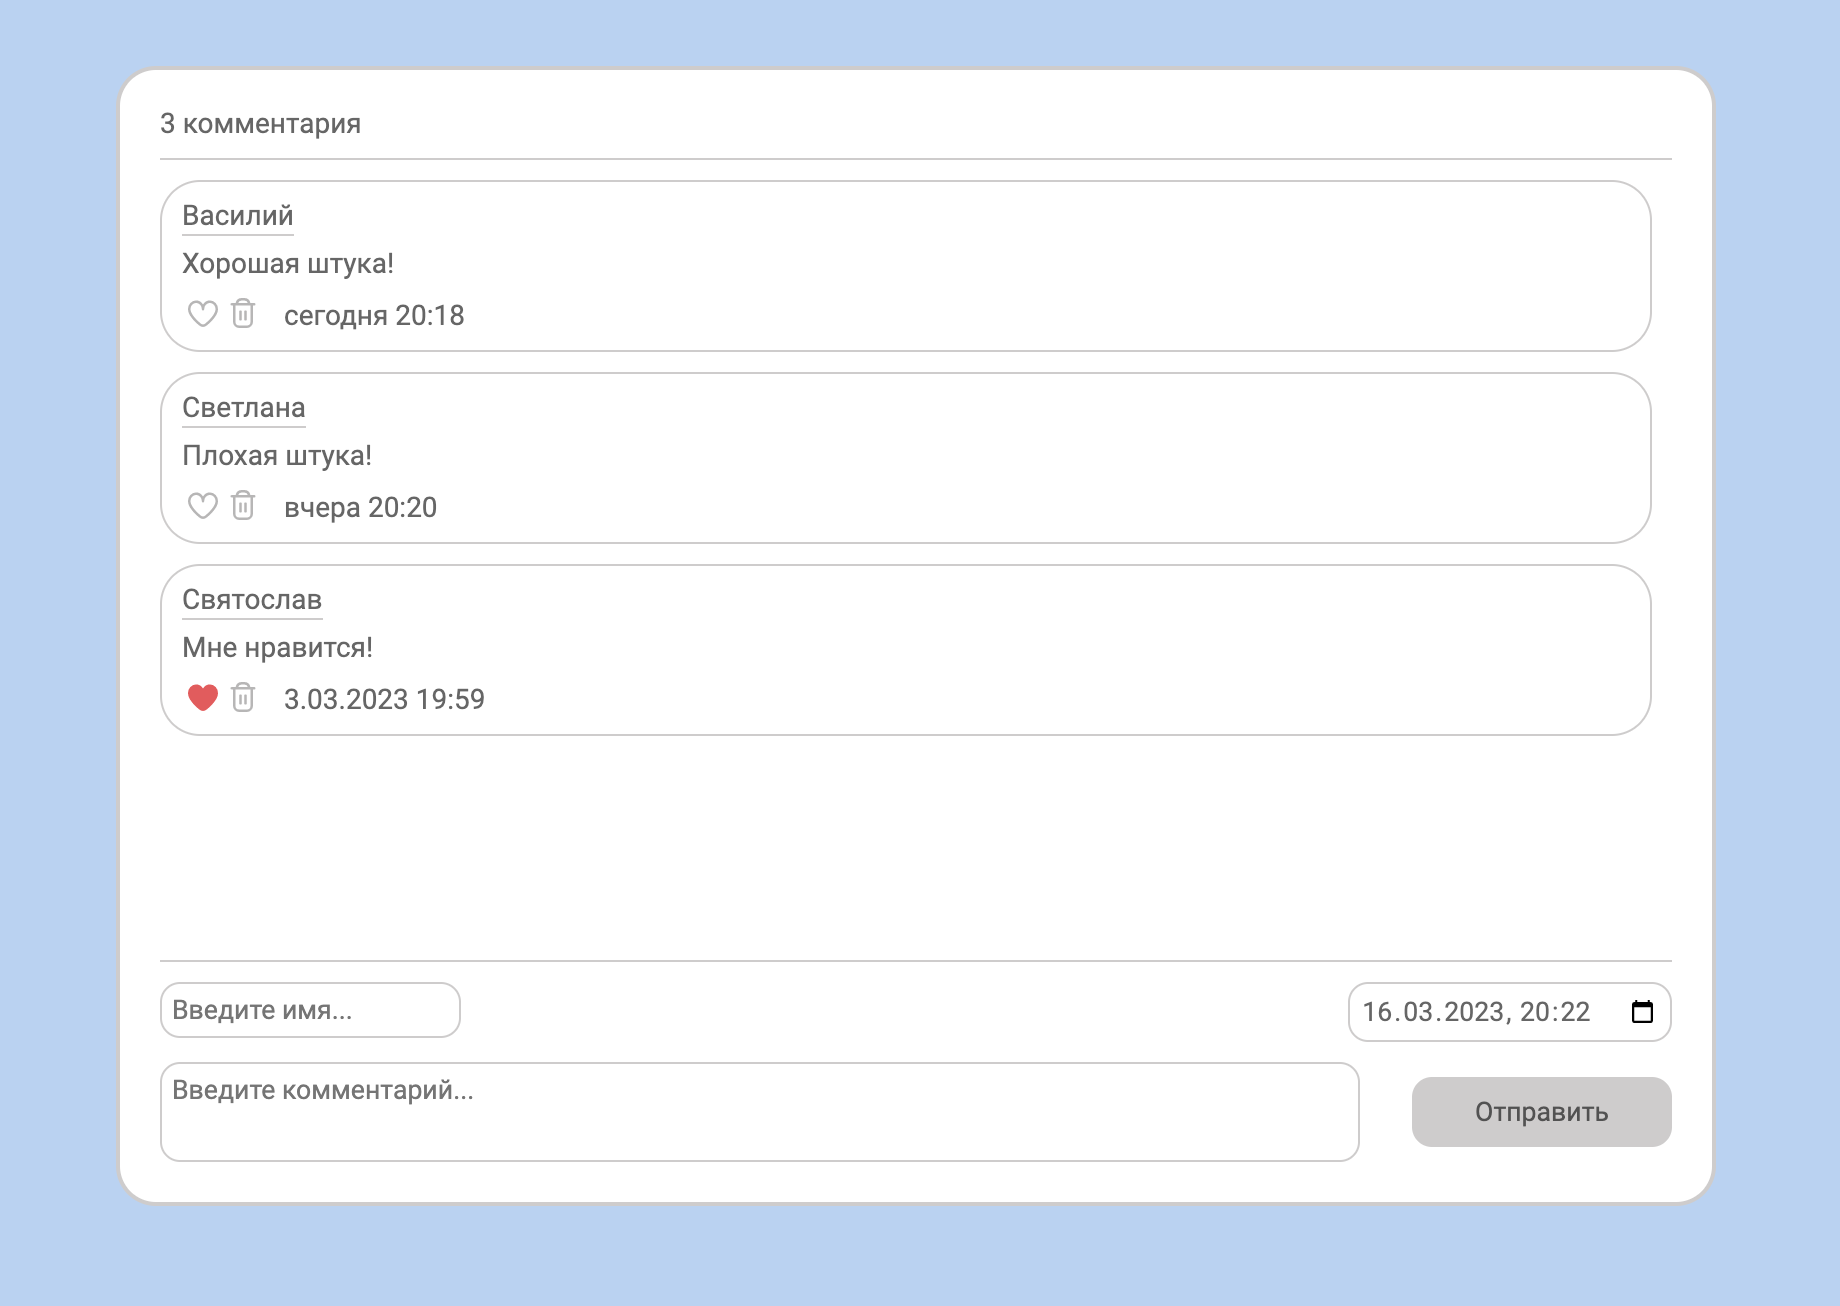 3 комментария
Василий
Хорошая штука!
сегодня 20:18
Светлана
Плохая штука!
вчера 20:20
Святослав
Мне нравится!
3.03.2023 19:59
Введите имя...
16.03.2023, 20:22
Введите комментарий...
Отправить